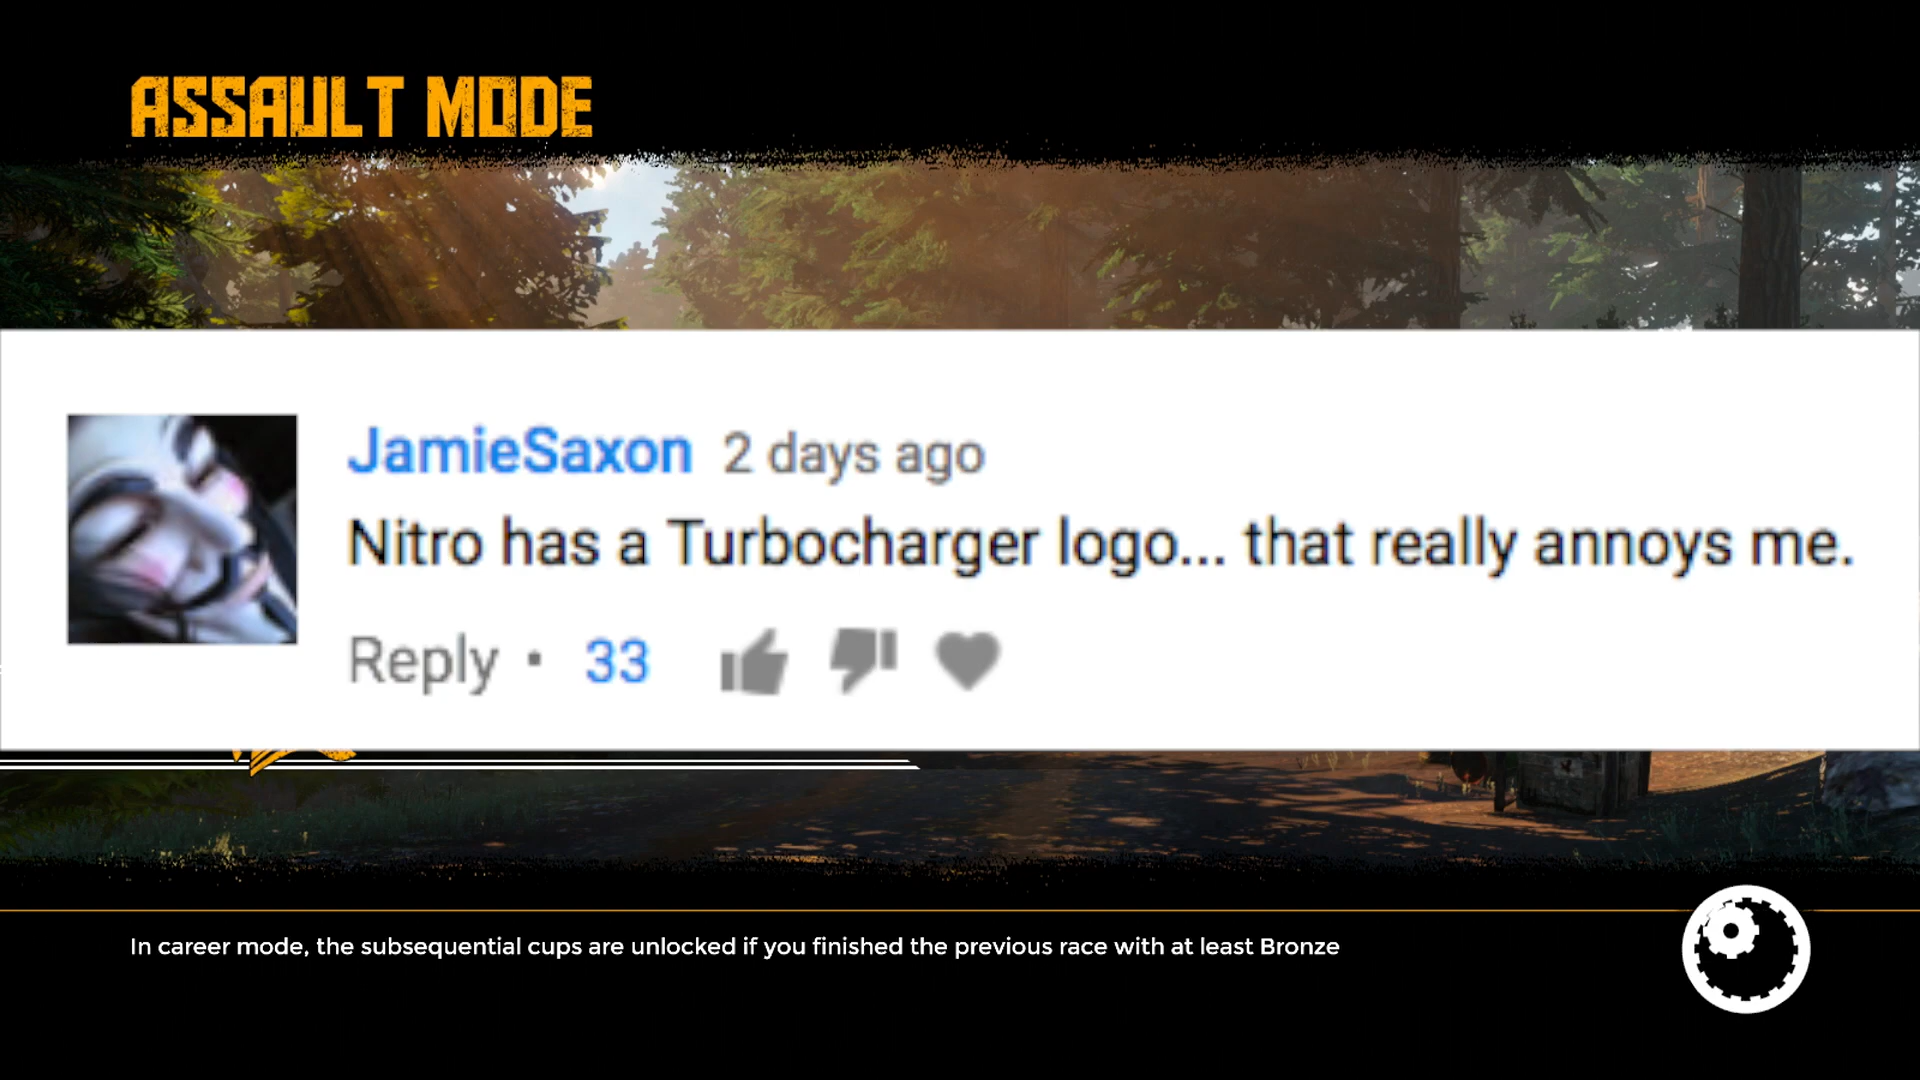 ASSAULT MODE
JamieSaxon 2 days ago
Nitro has a Turbocharger logo... that really annoys me.
Reply • 33
In career mode, the subsequential cups are unlocked if you finished the previous race with at least Bronze